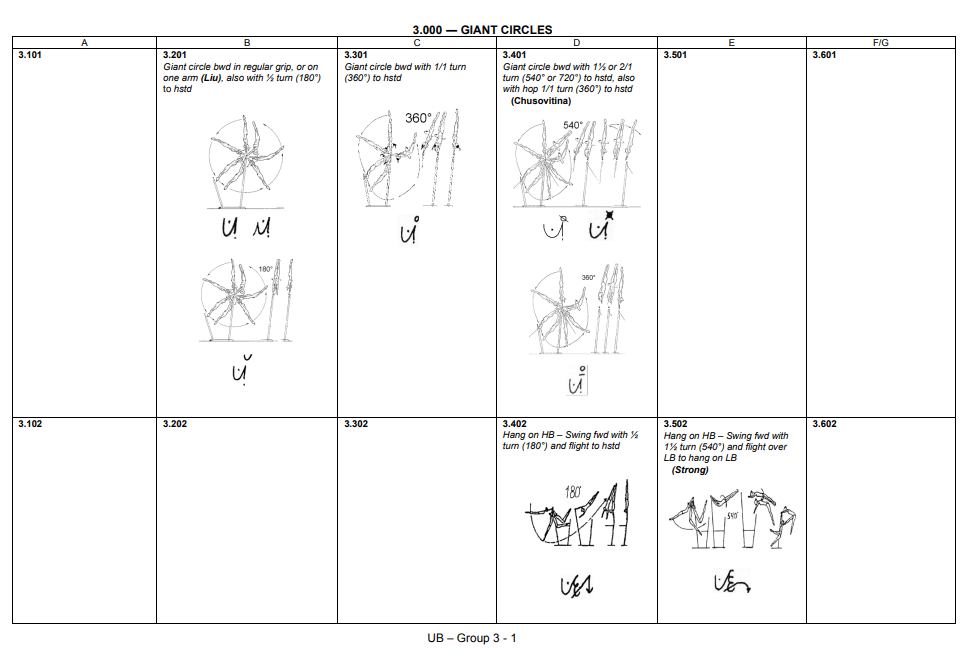 3.000 — GIANT CIRCLES
A
B
C
D
E
F/G
3.101
3.201
Giant circle bwd in regular grip, or on
one arm (Liu), also with ½ turn (180°)
to hstd
180°
3.301
Giant circle bwd with 1/1 turn
(360°) to hstd
360°
3.401
Giant circle bwd with 1½ or 2/1
turn (540° or 720°) to hstd, also
with hop 1/1 turn (360°) to hstd
(Chusovitina)
540°
360°
3.501
3.601
3.102
3.202
3.302
3.402
Hang on HB – Swing fwd with ½
turn (180°) and flight to hstd
180°
3.502
Hang on HB – Swing fwd with
1½ turn (540°) and flight over
LB to hang on LB
(Strong)
540°
3.602
UB – Group 3 - 1